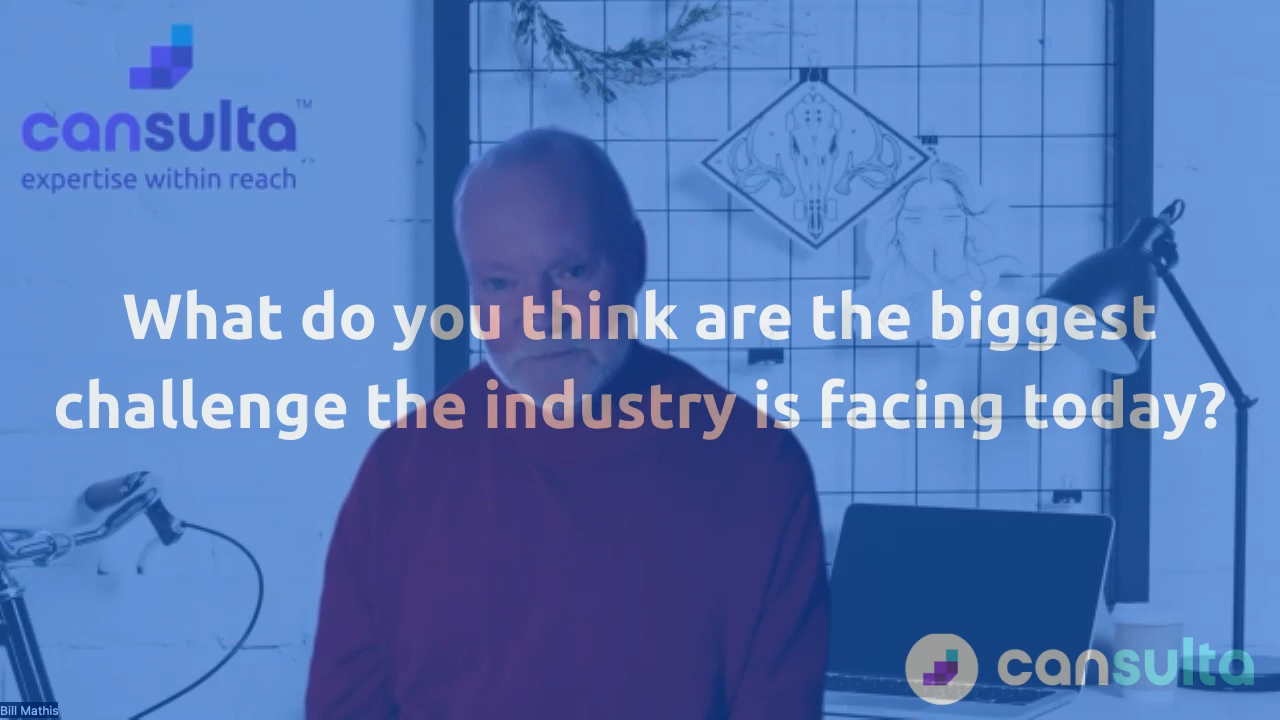 cansulta™
expertise within reach
What do you think are the biggest
challenge the industry is facing today?
cansulta
Bill Mathis